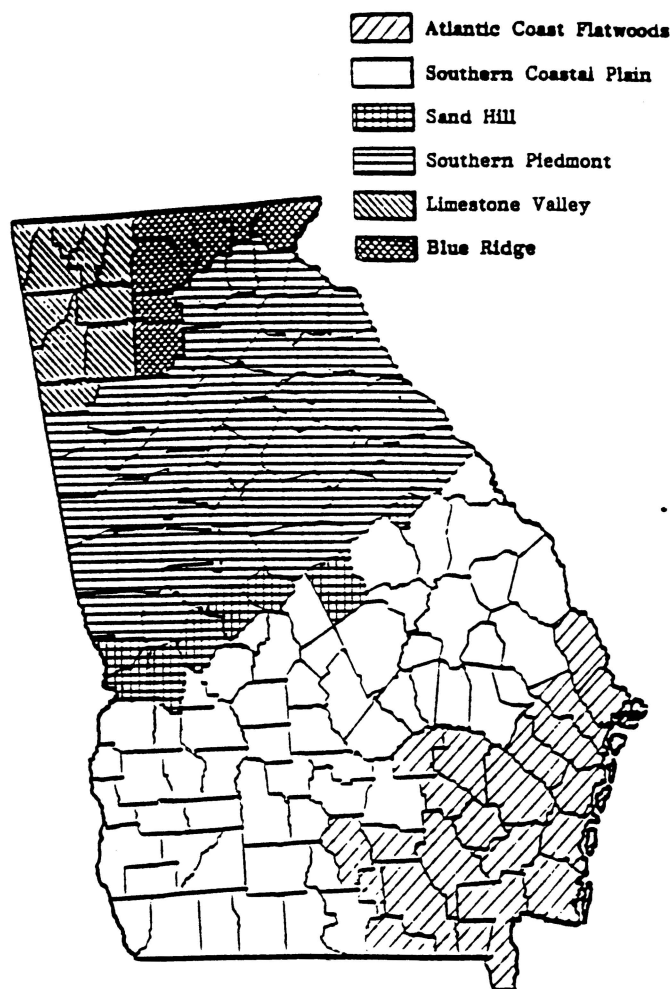 Atlantic Coast Flatwoods
Southern Coastal Plain
Sand Hill
Southern Piedmont
Limestone Valley
Blue Ridge